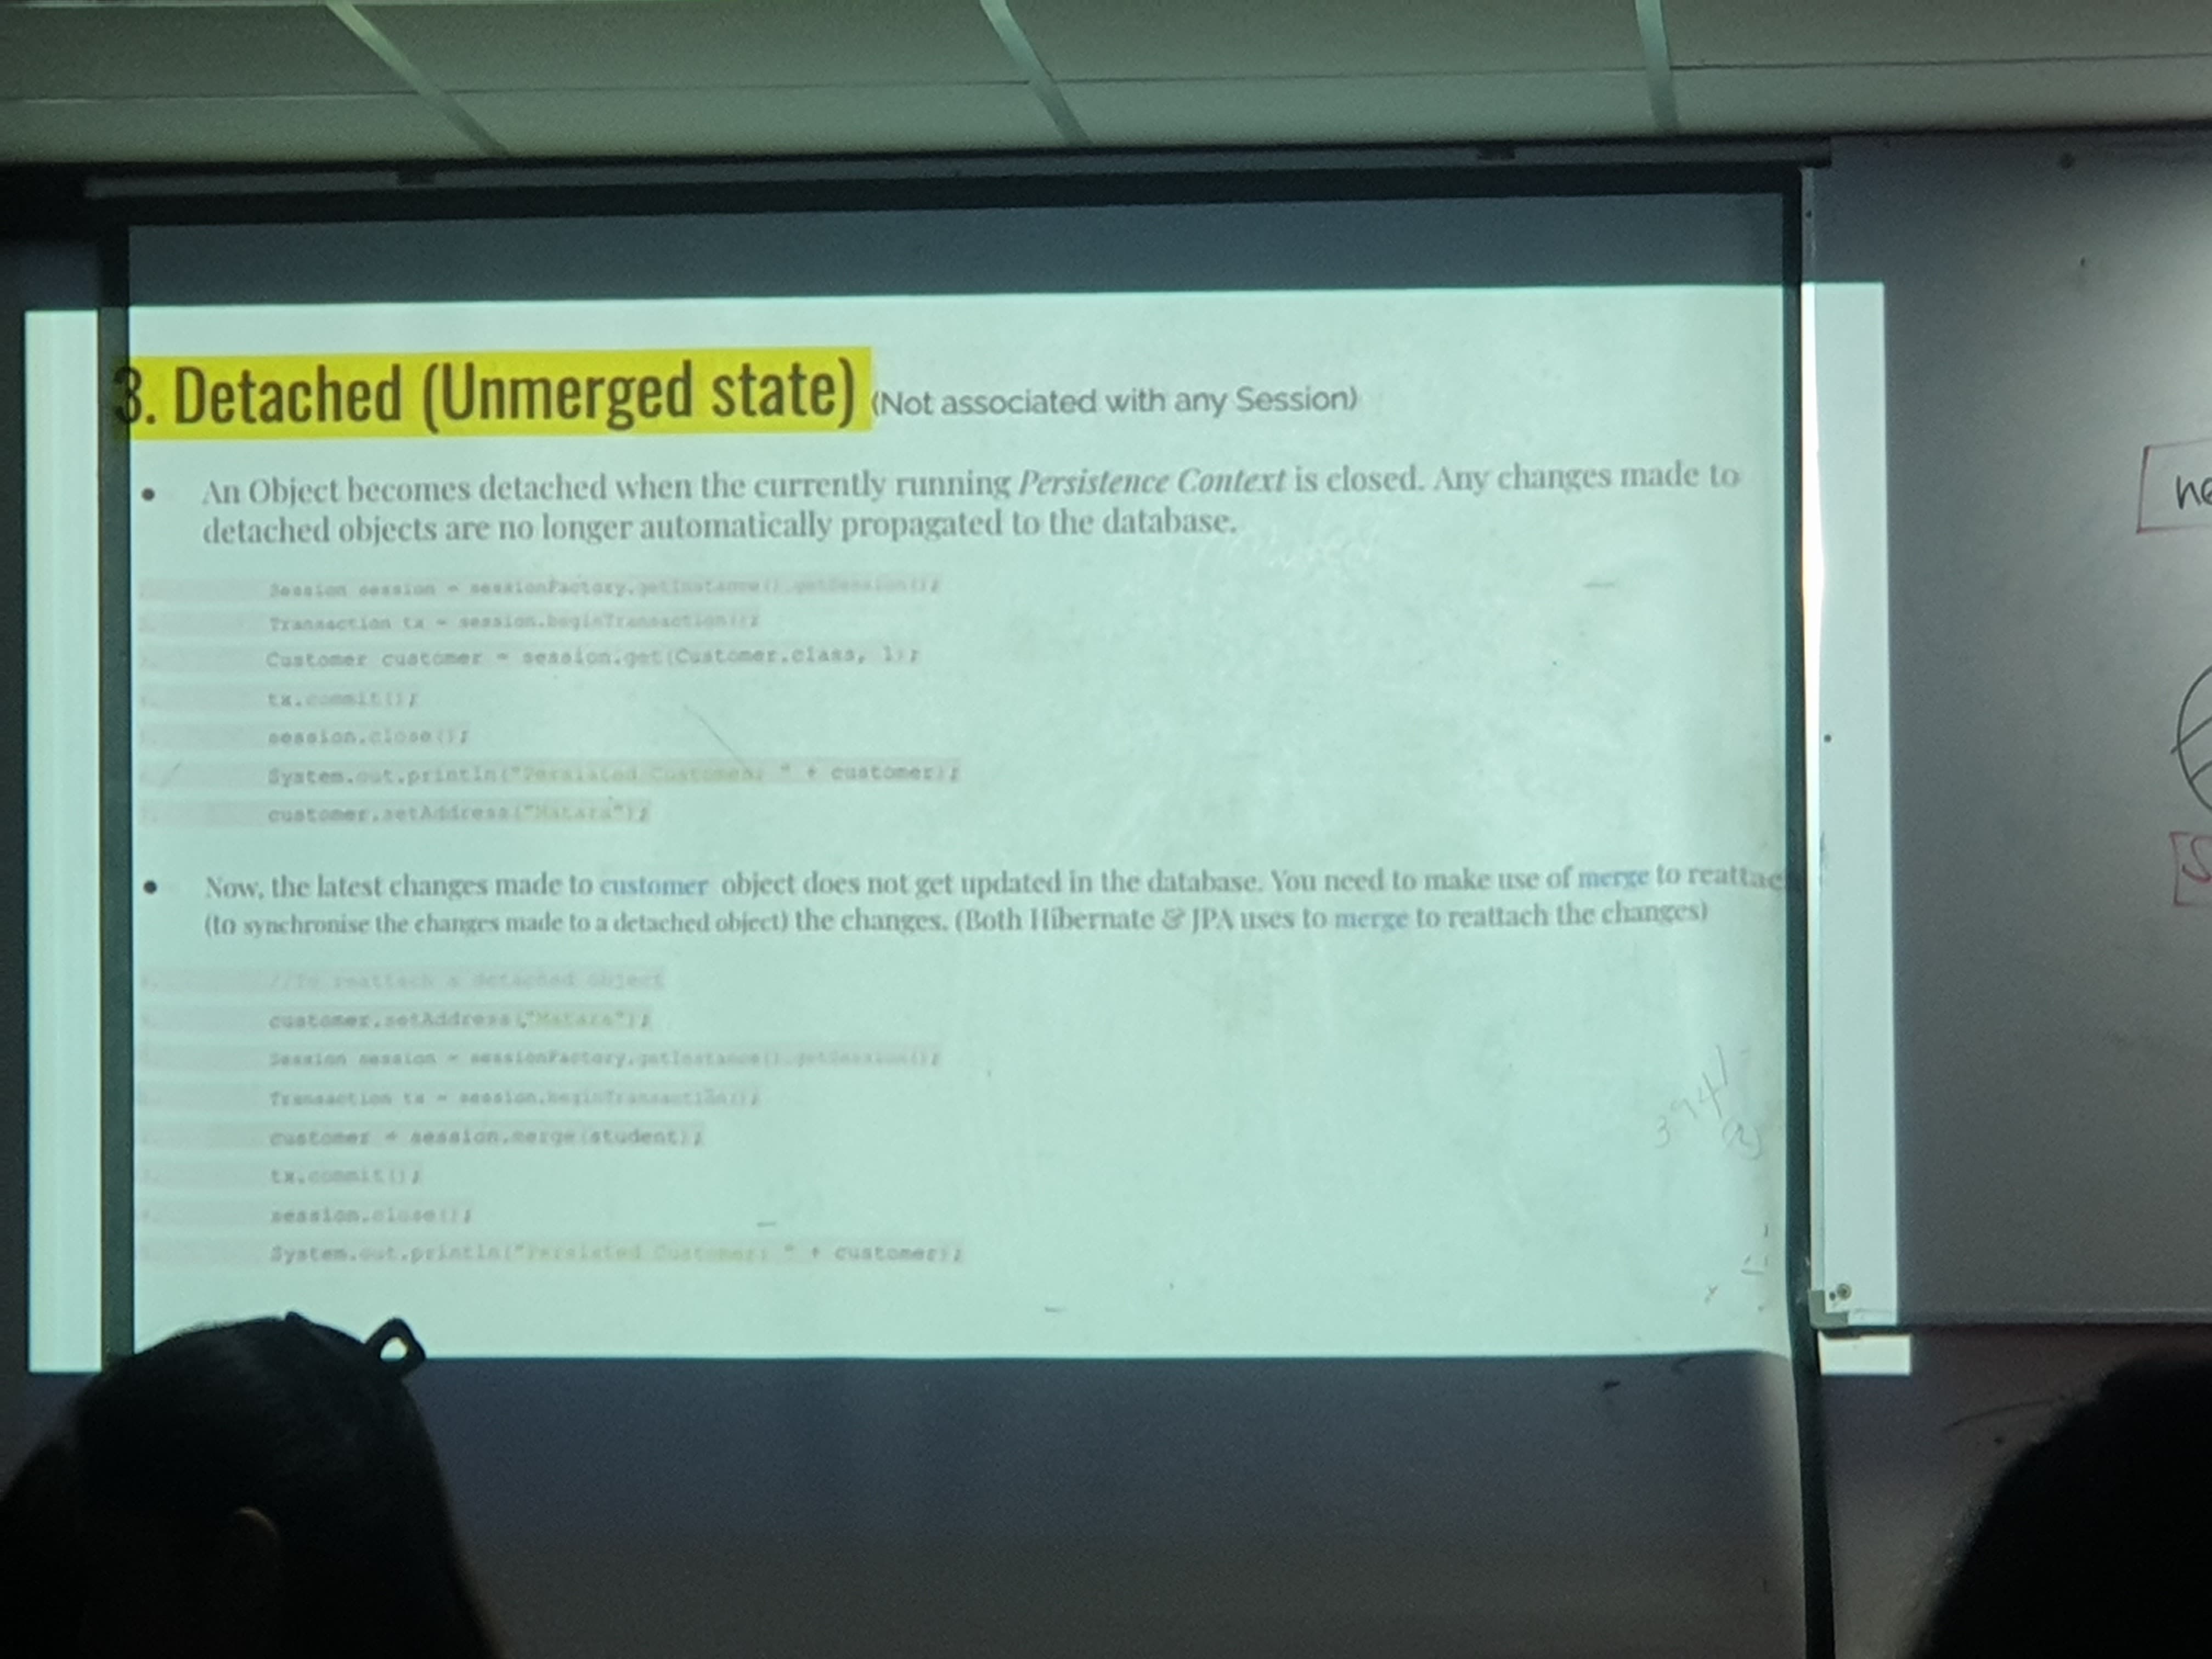 3. Detached (Unmerged state) (Not associated with any Session)
• An Object becomes detached when the currently running Persistence Context is closed. Any changes made to
detached objects are no longer automatically propagated to the database.
Session session = sessionFactory.getInstance().getSession();
Transaction tx = session.beginTransaction();
Customer customer = session.get(Customer.class, 1);
tx.commit();
session.close();
System.out.println("Persisted Customer: " + customer);
customer.setAddress("Matara");
• Now, the latest changes made to customer object does not get updated in the database. You need to make use of merge to reattac
(to synchronise the changes made to a detached object) the changes. (Both Hibernate & JPA uses to merge to reattach the changes)
//To reattach a detached object
customer.setAddress("Matara");
Session session = sessionFactory.getInstance().getSession();
Transaction tx = session.beginTransaction();
customer = session.merge(student);
tx.commit();
session.close();
System.out.println("Persisted Customer: " + customer);